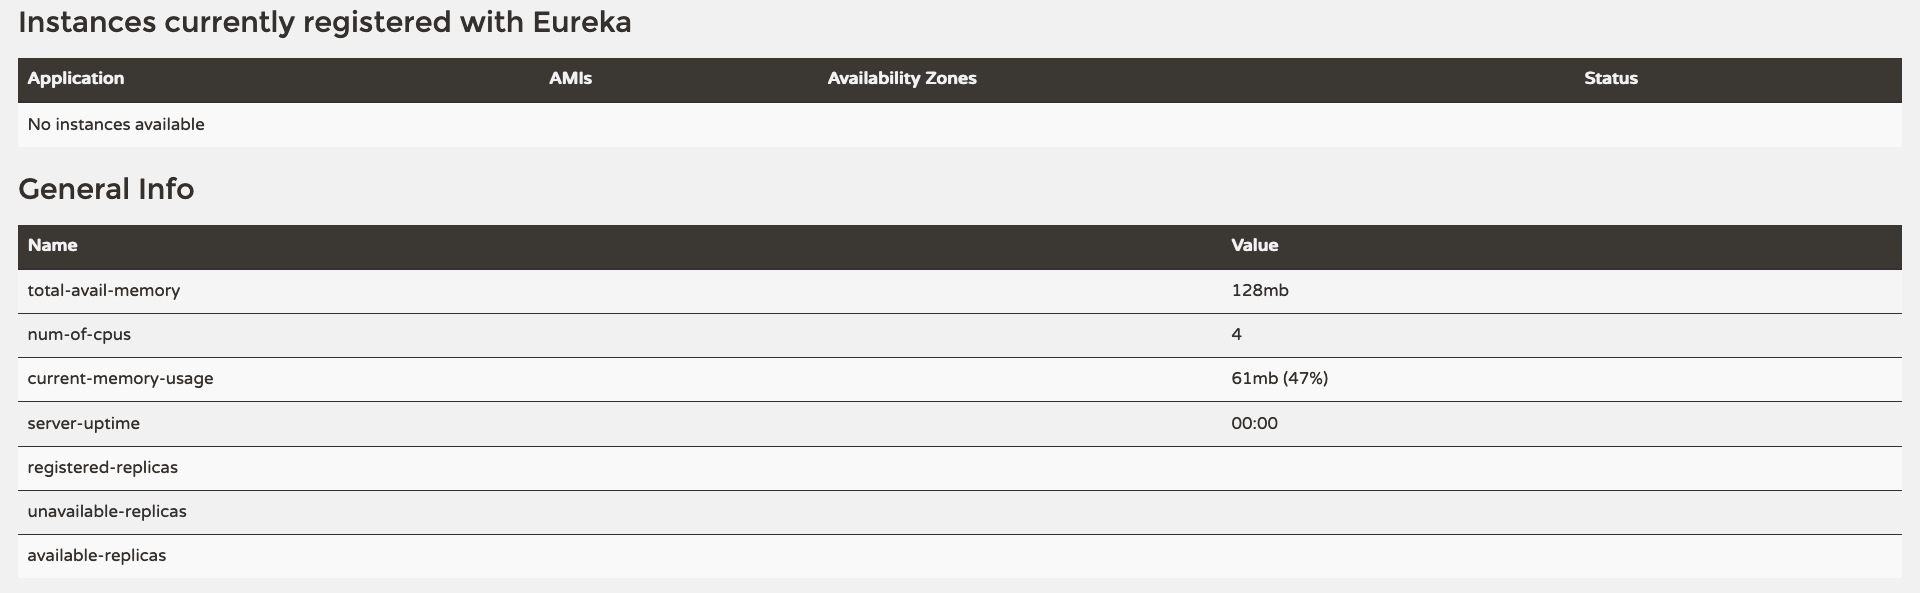 Instances currently registered with Eureka
Application AMIs Availability Zones Status
No instances available
General Info
Name Value
total-avail-memory 128mb
num-of-cpus 4
current-memory-usage 61mb (47%)
server-uptime 00:00
registered-replicas
unavailable-replicas
available-replicas